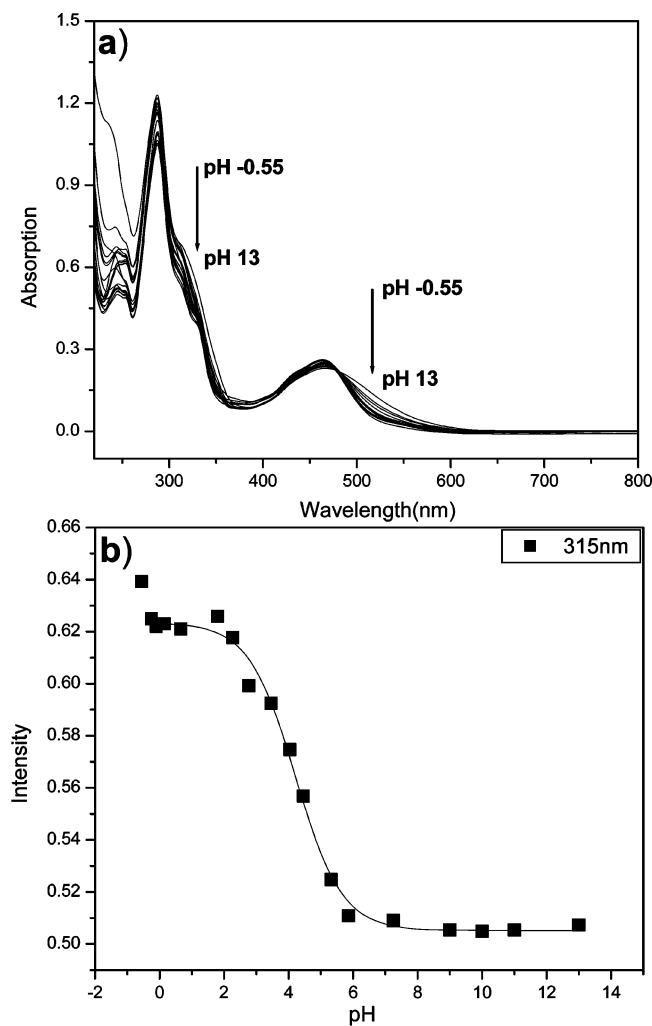 a)
1.5
1.2
0.9
0.6
0.3
0.0
Absorption
pH -0.55
pH 13
pH -0.55
pH 13
300 400 500 600 700 800
Wavelength(nm)
b)
315nm
0.66
0.64
0.62
0.60
0.58
0.56
0.54
0.52
0.50
Intensity
-2 0 2 4 6 8 10 12 14
pH